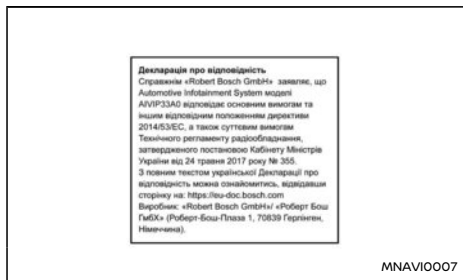 Декларація про відповідність
Справжнім «Robert Bosch GmbH» заявляє, що
Automotive Infotainment System моделі
AIVIP33A0 відповідає основним вимогам та
іншим відповідним положенням директиви
2014/53/EC, а також суттєвим вимогам
Технічного регламенту радіообладнання,
затвердженого постановою Кабінету Міністрів
України від 24 травня 2017 року № 355.
З повним текстом української Декларації про
відповідність можна ознайомитись, відвідавши
сторінку на: https://eu-doc.bosch.com
Виробник: «Robert Bosch GmbH»/ «Роберт Бош
ГмбХ» (Роберт-Бош-Плаза 1, 70839 Герлінген,
Німеччина).
MNAVI0007